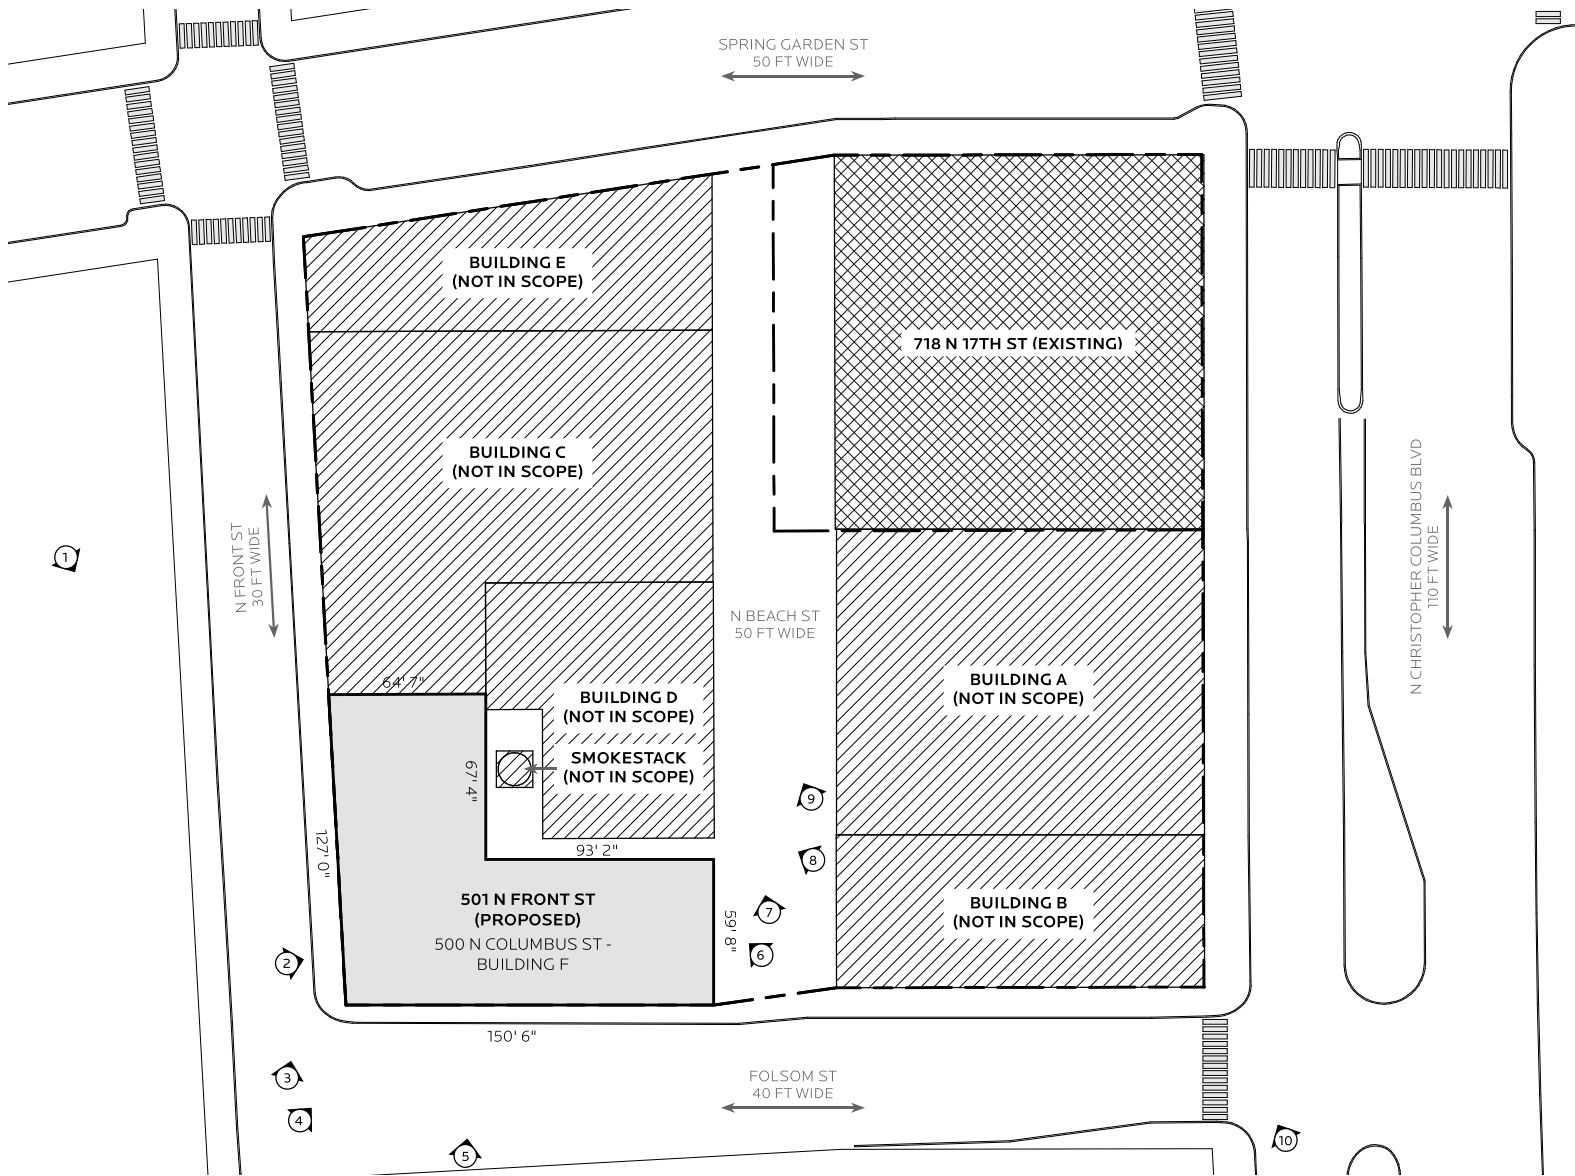 SPRING GARDEN ST
50 FT WIDE
BUILDING E
(NOT IN SCOPE)
718 N 17TH ST (EXISTING)
BUILDING C
(NOT IN SCOPE)
N FRONT ST
30 FT WIDE
N CHRISTOPHER COLUMBUS BLVD
110 FT WIDE
1
N BEACH ST
50 FT WIDE
64' 7"
BUILDING D
(NOT IN SCOPE)
BUILDING A
(NOT IN SCOPE)
SMOKESTACK
(NOT IN SCOPE)
67' 4"
9
127' 0"
93' 2"
8
501 N FRONT ST
(PROPOSED)
500 N COLUMBUS ST -
BUILDING F
59' 8"
7
6
BUILDING B
(NOT IN SCOPE)
2
150' 6"
3
FOLSOM ST
40 FT WIDE
4
5
10